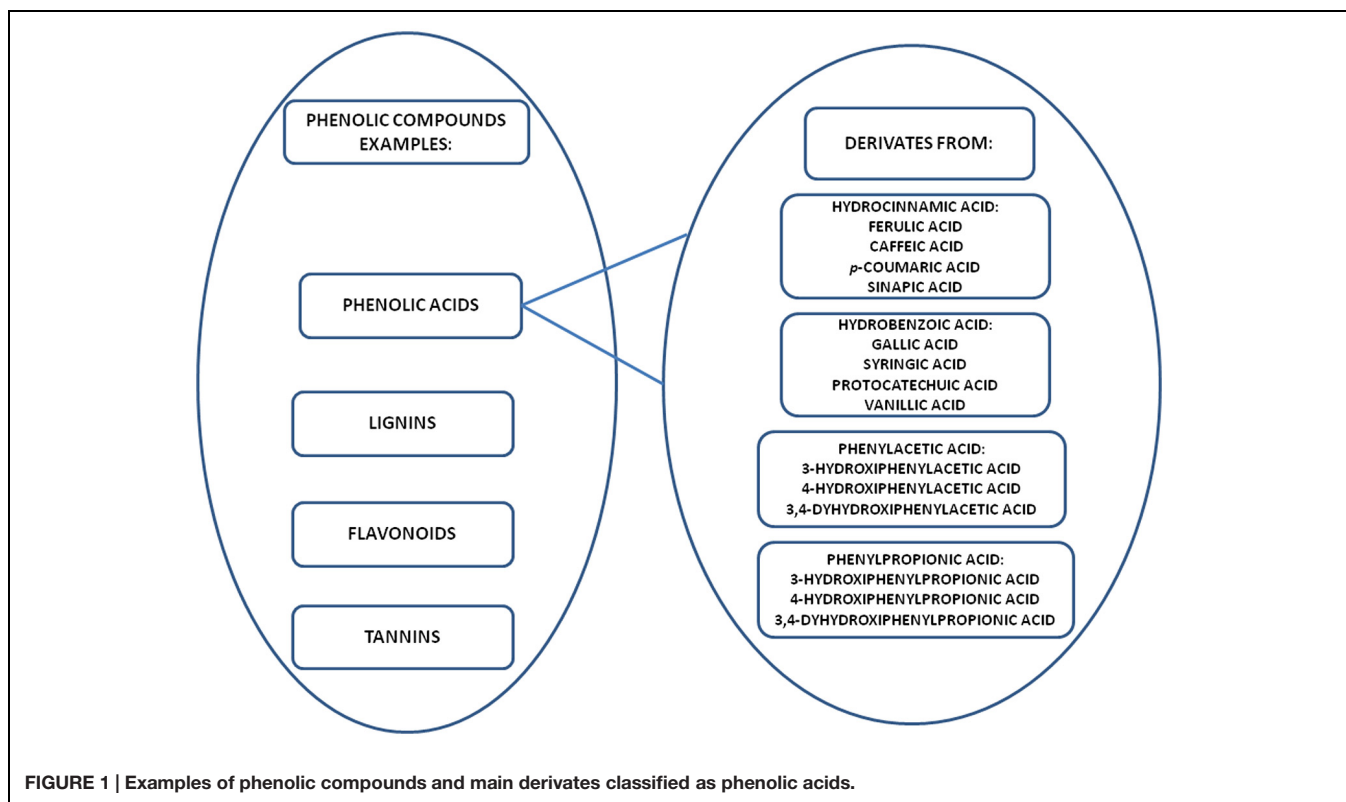 PHENOLIC COMPOUNDS
EXAMPLES:
PHENOLIC ACIDS
LIGNINS
FLAVONOIDS
TANNINS
DERIVATES FROM:
HYDROCINNAMIC ACID:
FERULIC ACID
CAFFEIC ACID
p-COUMARIC ACID
SINAPIC ACID
HYDROBENZOIC ACID:
GALLIC ACID
SYRINGIC ACID
PROTOCATECHUIC ACID
VANILLIC ACID
PHENYLACETIC ACID:
3-HYDROXIPHENYLACETIC ACID
4-HYDROXIPHENYLACETIC ACID
3,4-DYHYDROXIPHENYLACETIC ACID
PHENYLPROPIONIC ACID:
3-HYDROXIPHENYLPROPIONIC ACID
4-HYDROXIPHENYLPROPIONIC ACID
3,4-DYHYDROXIPHENYLPROPIONIC ACID
FIGURE 1 | Examples of phenolic compounds and main derivates classified as phenolic acids.